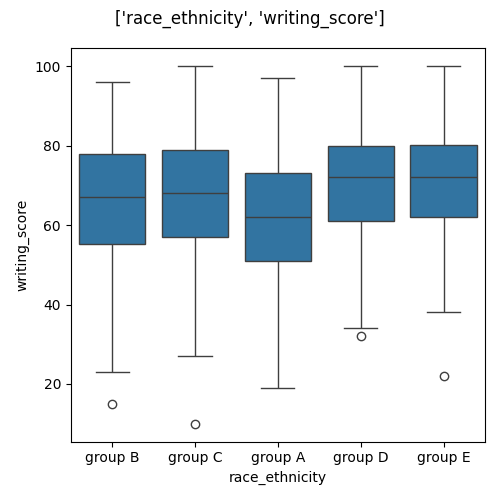 ['race_ethnicity', 'writing_score']
100
80
60
40
20
writing_score
group B group C group A group D group E
race_ethnicity